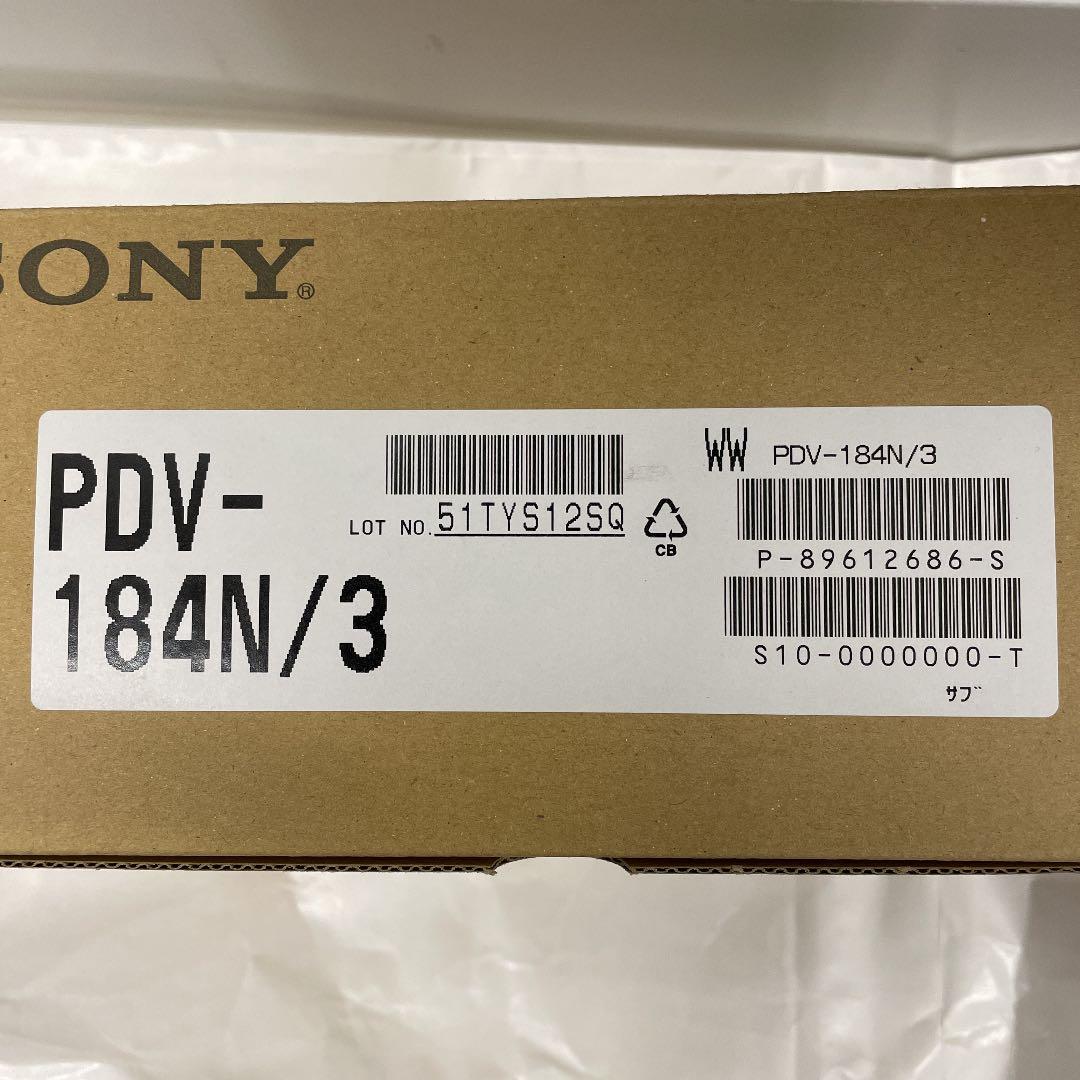 SONY®
PDV-
184N/3
LOT NO. 51TYS12SQ
CB
WW PDV-184N/3
P-89612686-S
S10-0000000-T
ｻﾌﾞ